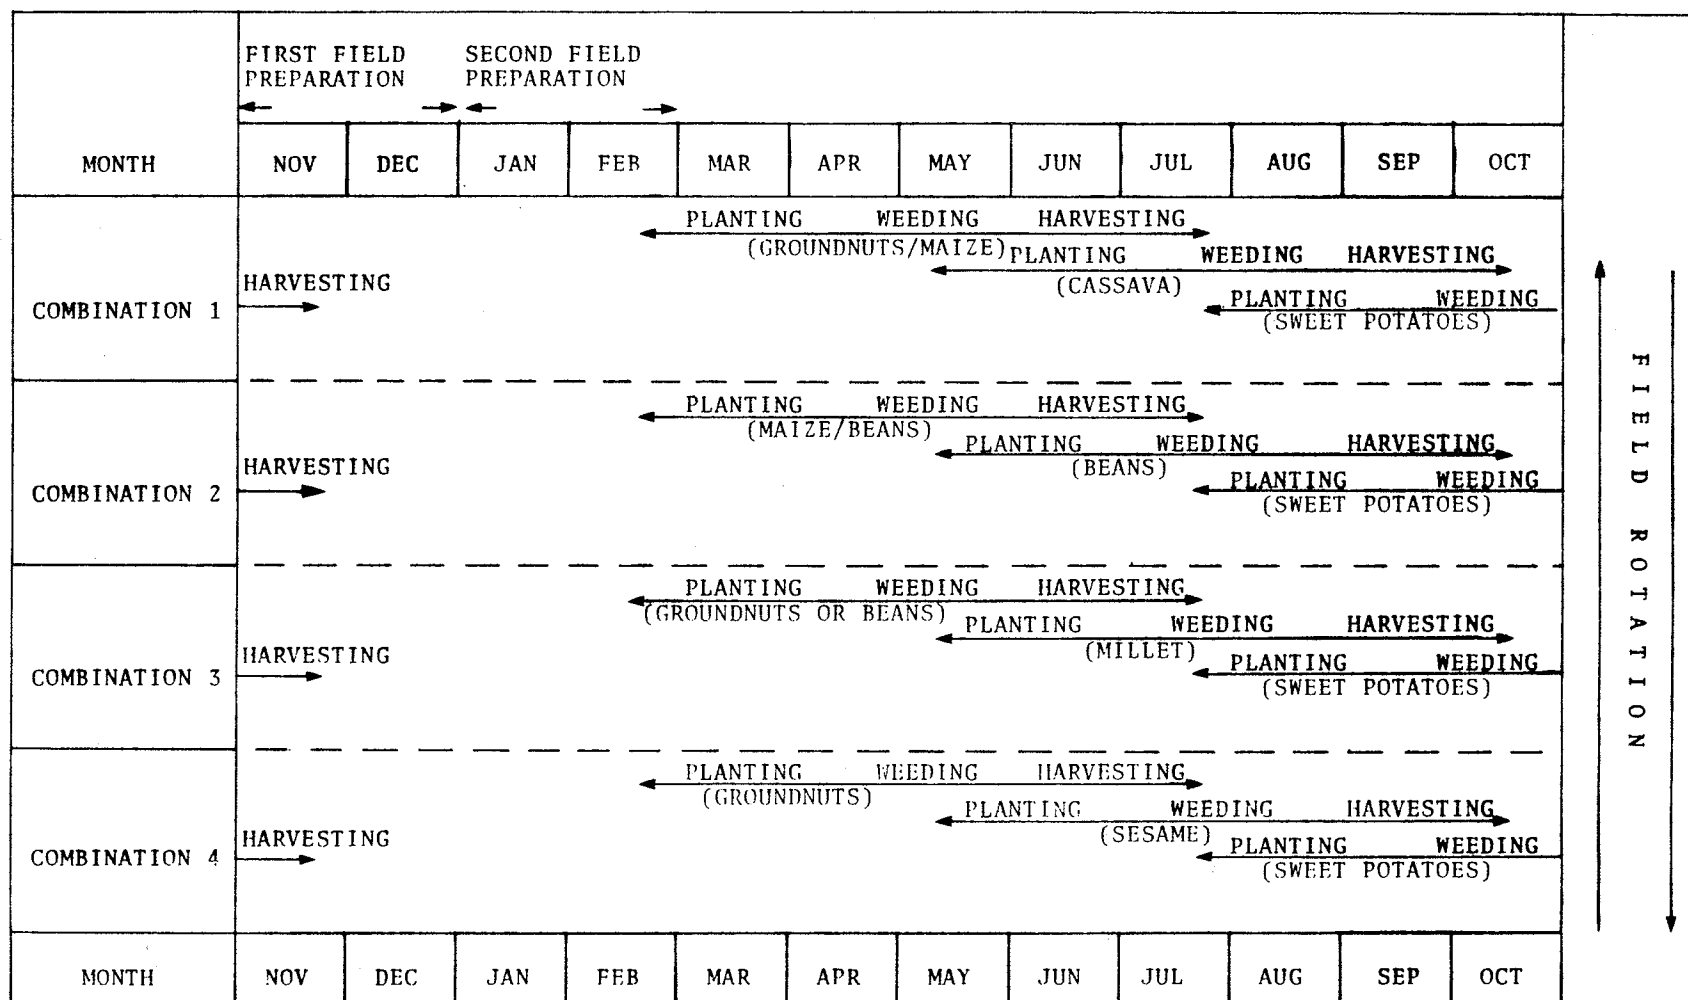 FIRST FIELD SECOND FIELD
PREPARATION PREPARATION
MONTH NOV DEC JAN FEB MAR APR MAY JUN JUL AUG SEP OCT
PLANTING WEEDING HARVESTING
(GROUNDNUTS/MAIZE) PLANTING WEEDING HARVESTING
HARVESTING (CASSAVA)
COMBINATION 1 PLANTING WEEDING
(SWEET POTATOES)
PLANTING WEEDING HARVESTING
(MAIZE/BEANS)
PLANTING WEEDING HARVESTING
HARVESTING (BEANS)
COMBINATION 2 PLANTING WEEDING
(SWEET POTATOES)
PLANTING WEEDING HARVESTING
(GROUNDNUTS OR BEANS)
PLANTING WEEDING HARVESTING
HARVESTING (MILLET)
COMBINATION 3 PLANTING WEEDING
(SWEET POTATOES)
PLANTING WEEDING HARVESTING
(GROUNDNUTS)
PLANTING WEEDING HARVESTING
HARVESTING (SESAME)
COMBINATION 4 PLANTING WEEDING
(SWEET POTATOES)
MONTH NOV DEC JAN FEB MAR APR MAY JUN JUL AUG SEP OCT
FIELD ROTATION